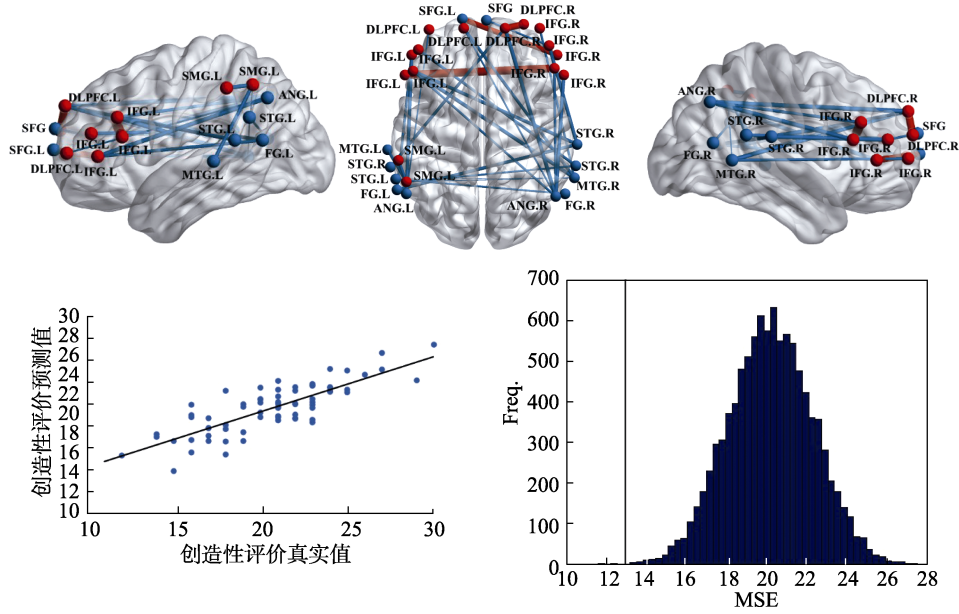 SFG.L
SFG
DLPFC.R
DLPFC.L
IFG.R
DLPFC.L
DLPFC.R
IFG.R
IFG.L
IFG.L
IFG.R
IFG.L
IFG.L
IFG.R
IFG.R
STG.R
MTG.L
SMG.L
STG.R
STG.R
STG.L
SMG.L
MTG.R
FG.L
ANG.L
ANG.R
FG.R
SMG.L
SMG.L
ANG.L
DLPFC.L
IFG.L
STG.L
SFG
STG.L
IFG.L
IFG.L
FG.L
SFG.L
DLPFC.L
IFG.L
MTG.L
ANG.R
DLPFC.R
IFG.R
STG.R
SFG
FG.R
STG.R
IFG.R
IFG.R
DLPFC.R
MTG.R
IFG.R
IFG.R
创造性评价预测值
30
28
26
24
22
20
18
16
14
12
10
10 15 20 25 30
创造性评价真实值
Freq.
700
600
500
400
300
200
100
0
10 12 14 16 18 20 22 24 26 28
MSE